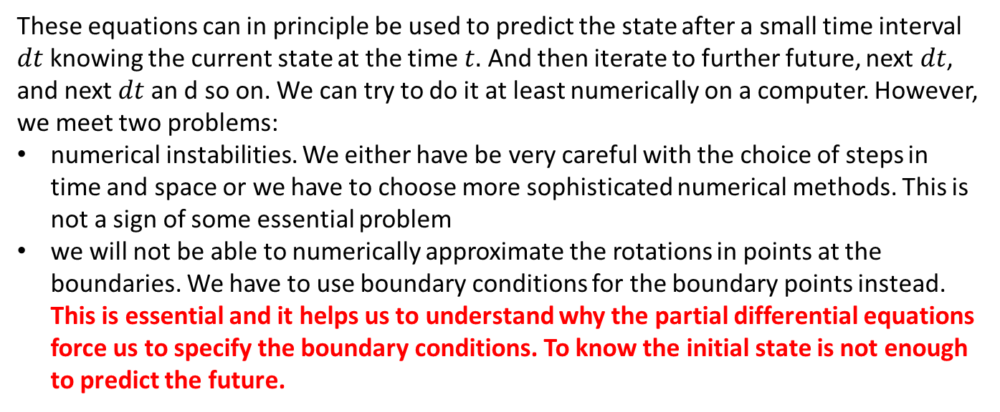 These equations can in principle be used to predict the state after a small time interval
dt knowing the current state at the time t. And then iterate to further future, next dt,
and next dt an d so on. We can try to do it at least numerically on a computer. However,
we meet two problems:
• numerical instabilities. We either have be very careful with the choice of steps in
time and space or we have to choose more sophisticated numerical methods. This is
not a sign of some essential problem
• we will not be able to numerically approximate the rotations in points at the
boundaries. We have to use boundary conditions for the boundary points instead.
This is essential and it helps us to understand why the partial differential equations
force us to specify the boundary conditions. To know the initial state is not enough
to predict the future.